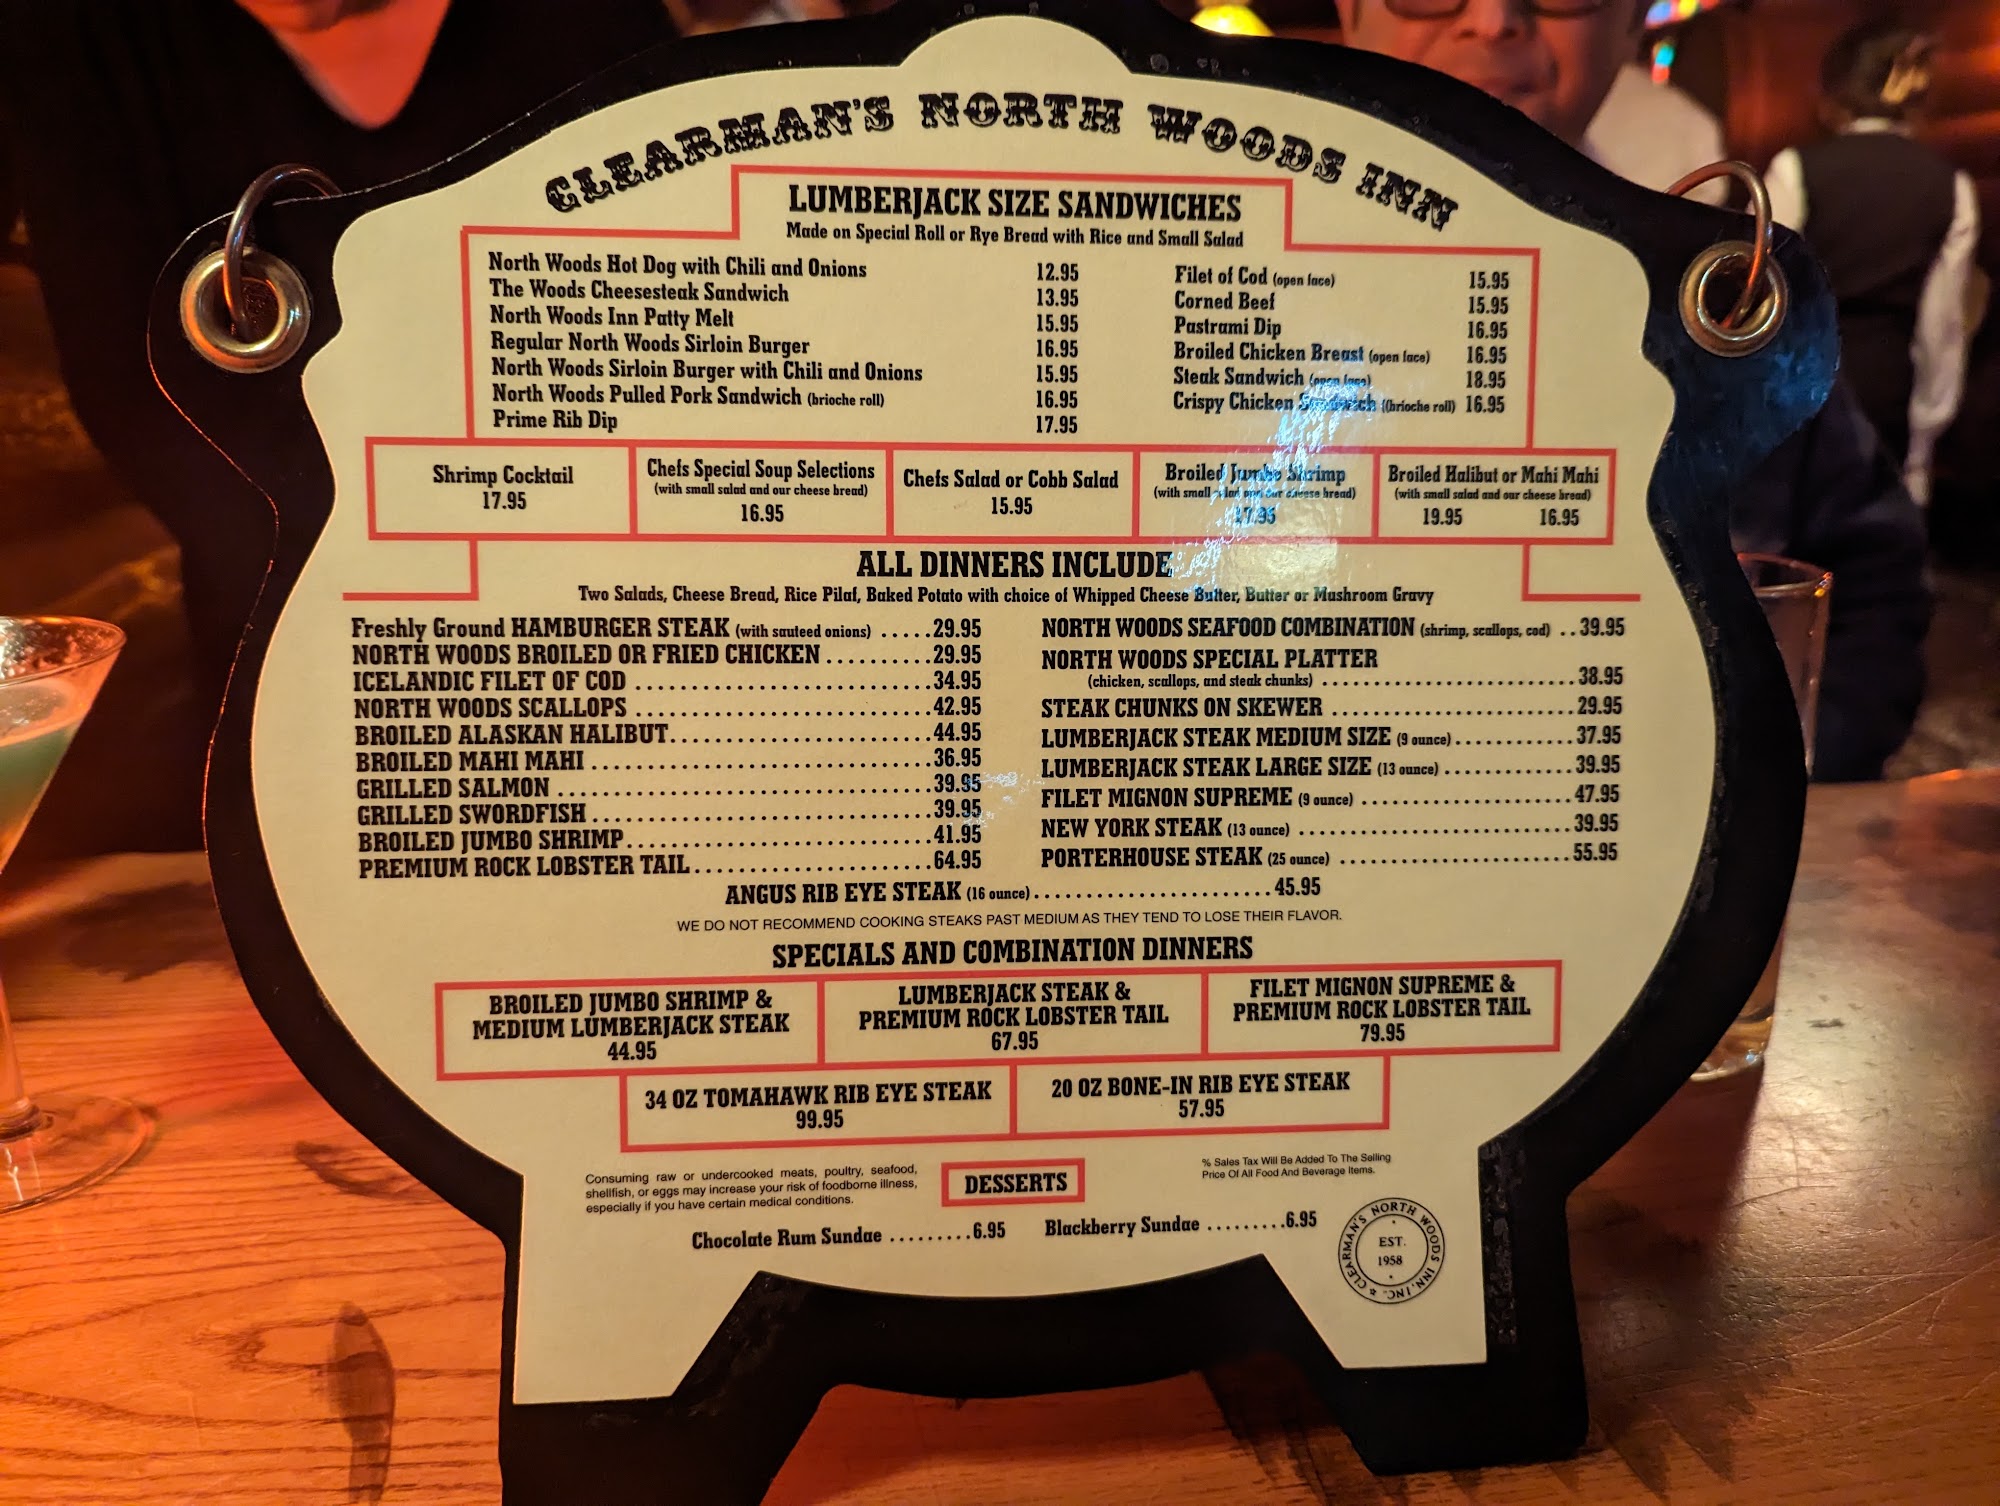 CLEARMAN'S NORTH WOODS INN
LUMBERJACK SIZE SANDWICHES
Made on Special Roll or Rye Bread with Rice and Small Salad
North Woods Hot Dog with Chili and Onions 12.95
The Woods Cheesesteak Sandwich 13.95
North Woods Inn Patty Melt 15.95
Regular North Woods Sirloin Burger 16.95
North Woods Sirloin Burger with Chili and Onions 15.95
North Woods Pulled Pork Sandwich (brioche roll) 16.95
Prime Rib Dip 17.95
Filet of Cod (open face) 15.95
Corned Beef 15.95
Pastrami Dip 16.95
Broiled Chicken Breast (open face) 16.95
Steak Sandwich (open face) 18.95
Crispy Chicken Sandwich ((brioche roll) 16.95
Shrimp Cocktail
17.95
Chefs Special Soup Selections
(with small salad and our cheese bread)
16.95
Chefs Salad or Cobb Salad
15.95
Broiled Jumbo Shrimp
(with small salad and our cheese bread)
Broiled Halibut or Mahi Mahi
(with small salad and our cheese bread)
19.95 16.95
ALL DINNERS INCLUDE
Two Salads, Cheese Bread, Rice Pilaf, Baked Potato with choice of Whipped Cheese Butter, Butter or Mushroom Gravy
Freshly Ground HAMBURGER STEAK (with sauteed onions) .....29.95
NORTH WOODS BROILED OR FRIED CHICKEN ..........29.95
ICELANDIC FILET OF COD ............................34.95
NORTH WOODS SCALLOPS ............................42.95
BROILED ALASKAN HALIBUT.........................44.95
BROILED MAHI MAHI ................................36.95
GRILLED SALMON ...................................39.95
GRILLED SWORDFISH ................................39.95
BROILED JUMBO SHRIMP.............................41.95
PREMIUM ROCK LOBSTER TAIL.......................64.95
NORTH WOODS SEAFOOD COMBINATION (shrimp, scallops, cod) ..39.95
NORTH WOODS SPECIAL PLATTER
(chicken, scallops, and steak chunks) ........................38.95
STEAK CHUNKS ON SKEWER .......................29.95
LUMBERJACK STEAK MEDIUM SIZE (9 ounce)...........37.95
LUMBERJACK STEAK LARGE SIZE (13 ounce) ............39.95
FILET MIGNON SUPREME (9 ounce) ....................47.95
NEW YORK STEAK (13 ounce) ..........................39.95
PORTERHOUSE STEAK (25 ounce) ......................55.95
ANGUS RIB EYE STEAK (16 ounce).......................45.95
WE DO NOT RECOMMEND COOKING STEAKS PAST MEDIUM AS THEY TEND TO LOSE THEIR FLAVOR.
SPECIALS AND COMBINATION DINNERS
BROILED JUMBO SHRIMP &
MEDIUM LUMBERJACK STEAK
44.95
LUMBERJACK STEAK &
PREMIUM ROCK LOBSTER TAIL
67.95
FILET MIGNON SUPREME &
PREMIUM ROCK LOBSTER TAIL
79.95
34 OZ TOMAHAWK RIB EYE STEAK
99.95
20 OZ BONE-IN RIB EYE STEAK
57.95
Consuming raw or undercooked meats, poultry, seafood,
shellfish, or eggs may increase your risk of foodborne illness,
especially if you have certain medical conditions.
DESSERTS
% Sales Tax Will Be Added To The Selling
Price Of All Food And Beverage Items.
Chocolate Rum Sundae .........6.95
Blackberry Sundae .........6.95
CLEARMAN'S NORTH WOODS INN, INC.
EST.
1958